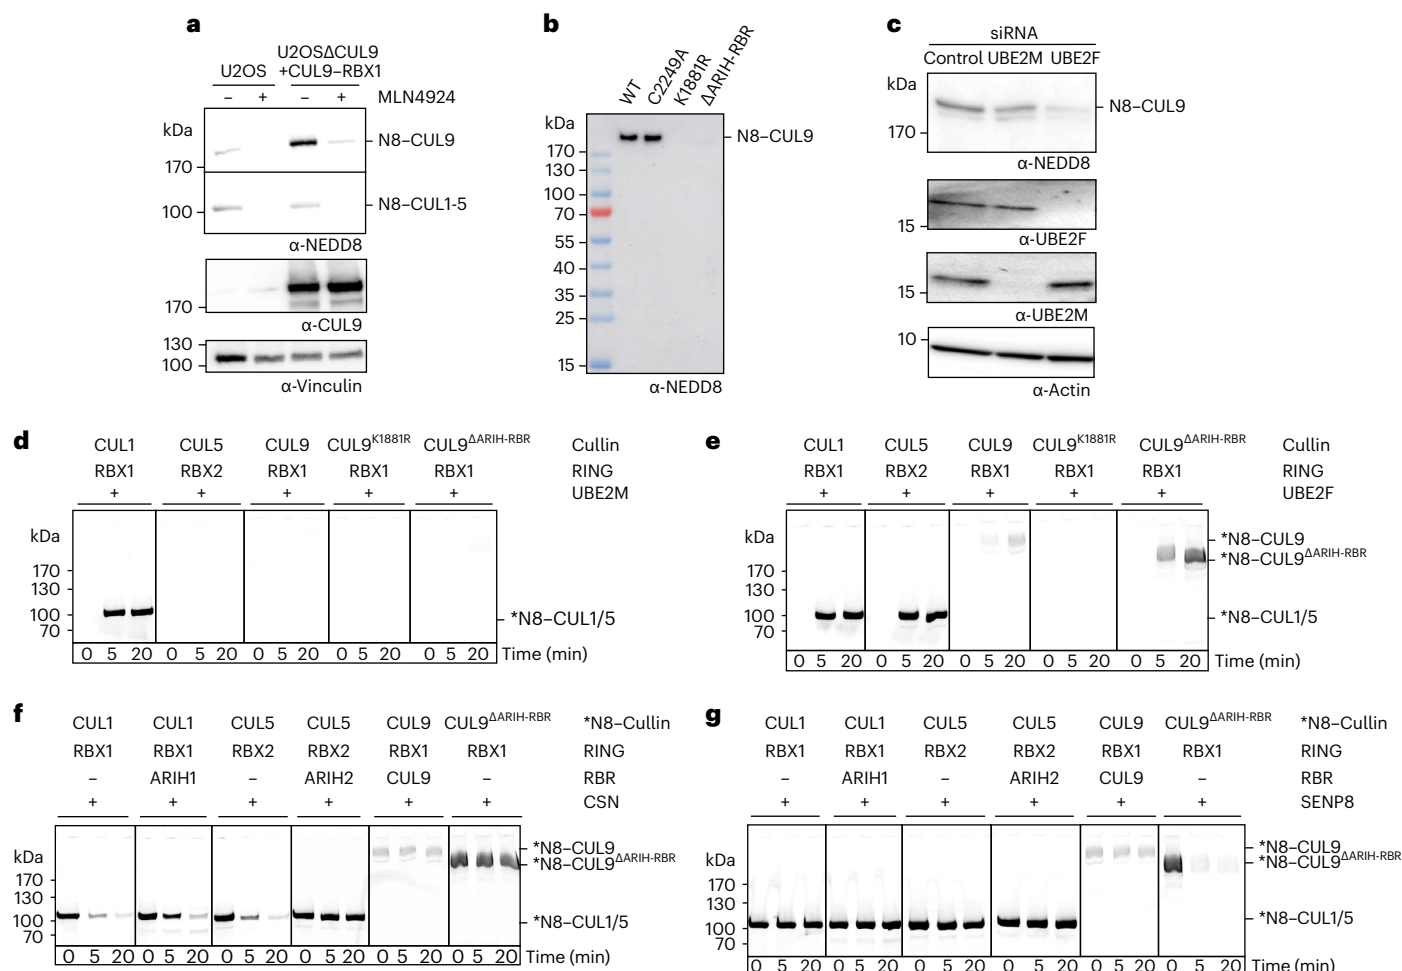 a
U2OS
U2OSΔCUL9
+CUL9–RBX1
– + – + MLN4924
kDa
170
100
N8–CUL9
N8–CUL1-5
α-NEDD8
170
α-CUL9
130
100
α-Vinculin
b
WT
C2249A
K1881R
ΔARIH-RBR
kDa
170
130
100
70
55
40
35
25
15
N8–CUL9
α-NEDD8
c
siRNA
Control UBE2M UBE2F
kDa
170
N8–CUL9
α-NEDD8
15
α-UBE2F
15
α-UBE2M
10
α-Actin
d
CUL1 CUL5 CUL9 CUL9K1881R CUL9ΔARIH-RBR Cullin
RBX1 RBX2 RBX1 RBX1 RBX1 RING
+ + + + + UBE2M
kDa
170
130
100
70
*N8–CUL1/5
0 5 20 0 5 20 0 5 20 0 5 20 0 5 20 Time (min)
e
CUL1 CUL5 CUL9 CUL9K1881R CUL9ΔARIH-RBR Cullin
RBX1 RBX2 RBX1 RBX1 RBX1 RING
+ + + + + UBE2F
kDa
170
130
100
70
*N8–CUL9
*N8–CUL9ΔARIH-RBR
*N8–CUL1/5
0 5 20 0 5 20 0 5 20 0 5 20 0 5 20 Time (min)
f
CUL1 CUL1 CUL5 CUL5 CUL9 CUL9ΔARIH-RBR *N8–Cullin
RBX1 RBX1 RBX2 RBX2 RBX1 RBX1 RING
– ARIH1 – ARIH2 CUL9 – RBR
+ + + + + + CSN
kDa
170
130
100
70
*N8–CUL9
*N8–CUL9ΔARIH-RBR
*N8–CUL1/5
0 5 20 0 5 20 0 5 20 0 5 20 0 5 20 0 5 20 Time (min)
g
CUL1 CUL1 CUL5 CUL5 CUL9 CUL9ΔARIH-RBR *N8–Cullin
RBX1 RBX1 RBX2 RBX2 RBX1 RBX1 RING
– ARIH1 – ARIH2 CUL9 – RBR
+ + + + + + SENP8
kDa
170
130
100
70
*N8–CUL9
*N8–CUL9ΔARIH-RBR
*N8–CUL1/5
0 5 20 0 5 20 0 5 20 0 5 20 0 5 20 0 5 20 Time (min)